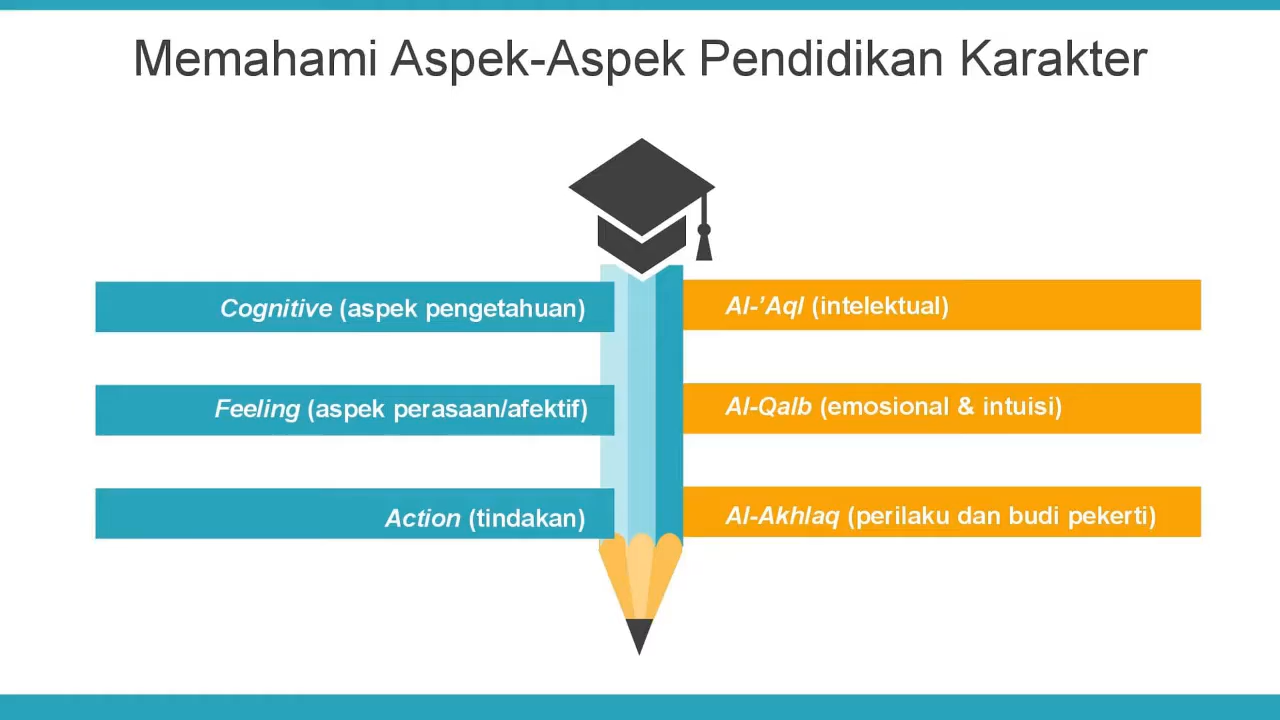 Memahami Aspek-Aspek Pendidikan Karakter
Cognitive (aspek pengetahuan)
Al-’Aql (intelektual)
Feeling (aspek perasaan/afektif)
Al-Qalb (emosional & intuisi)
Action (tindakan)
Al-Akhlaq (perilaku dan budi pekerti)